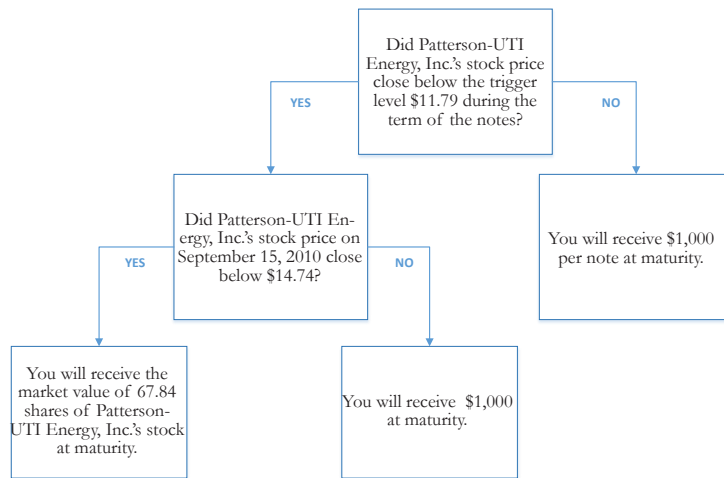 Did Patterson-UTI
Energy, Inc.'s stock price
close below the trigger
level $11.79 during the
term of the notes?
YES
NO
Did Patterson-UTI En-
ergy, Inc.'s stock price on
September 15, 2010 close
below $14.74?
You will receive $1,000
per note at maturity.
YES
NO
You will receive the
market value of 67.84
shares of Patterson-
UTI Energy, Inc.'s stock
at maturity.
You will receive $1,000
at maturity.